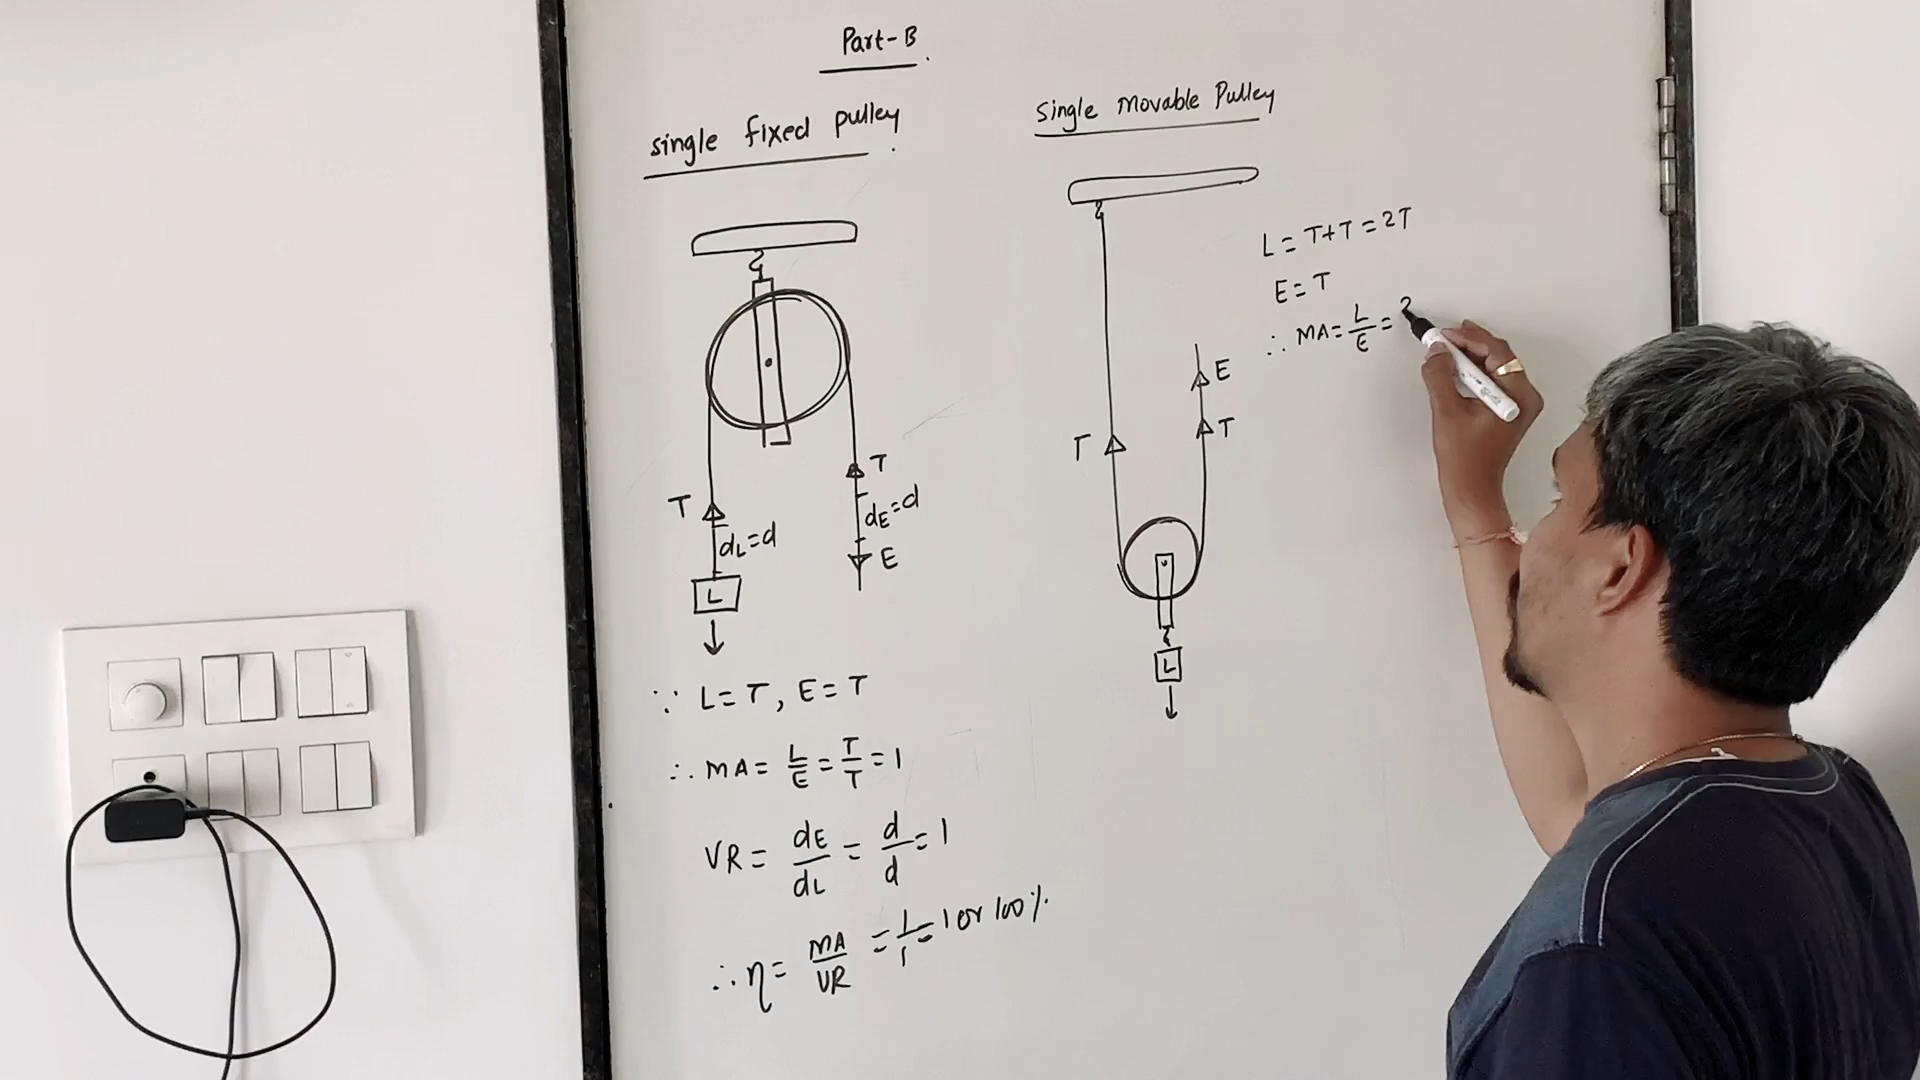 Part-B.
single fixed pulley.
T
dE=d
T
dL=d
E
L
∵ L=T, E=T
∴ MA= L/E = T/T = 1
VR= dE/dL = d/d = 1
∴ η= MA/VR = 1/1 = 1 or 100%.
Single Movable Pulley
L=T+T=2T
E=T
∴ MA= L/E = 2
E
T
T
L